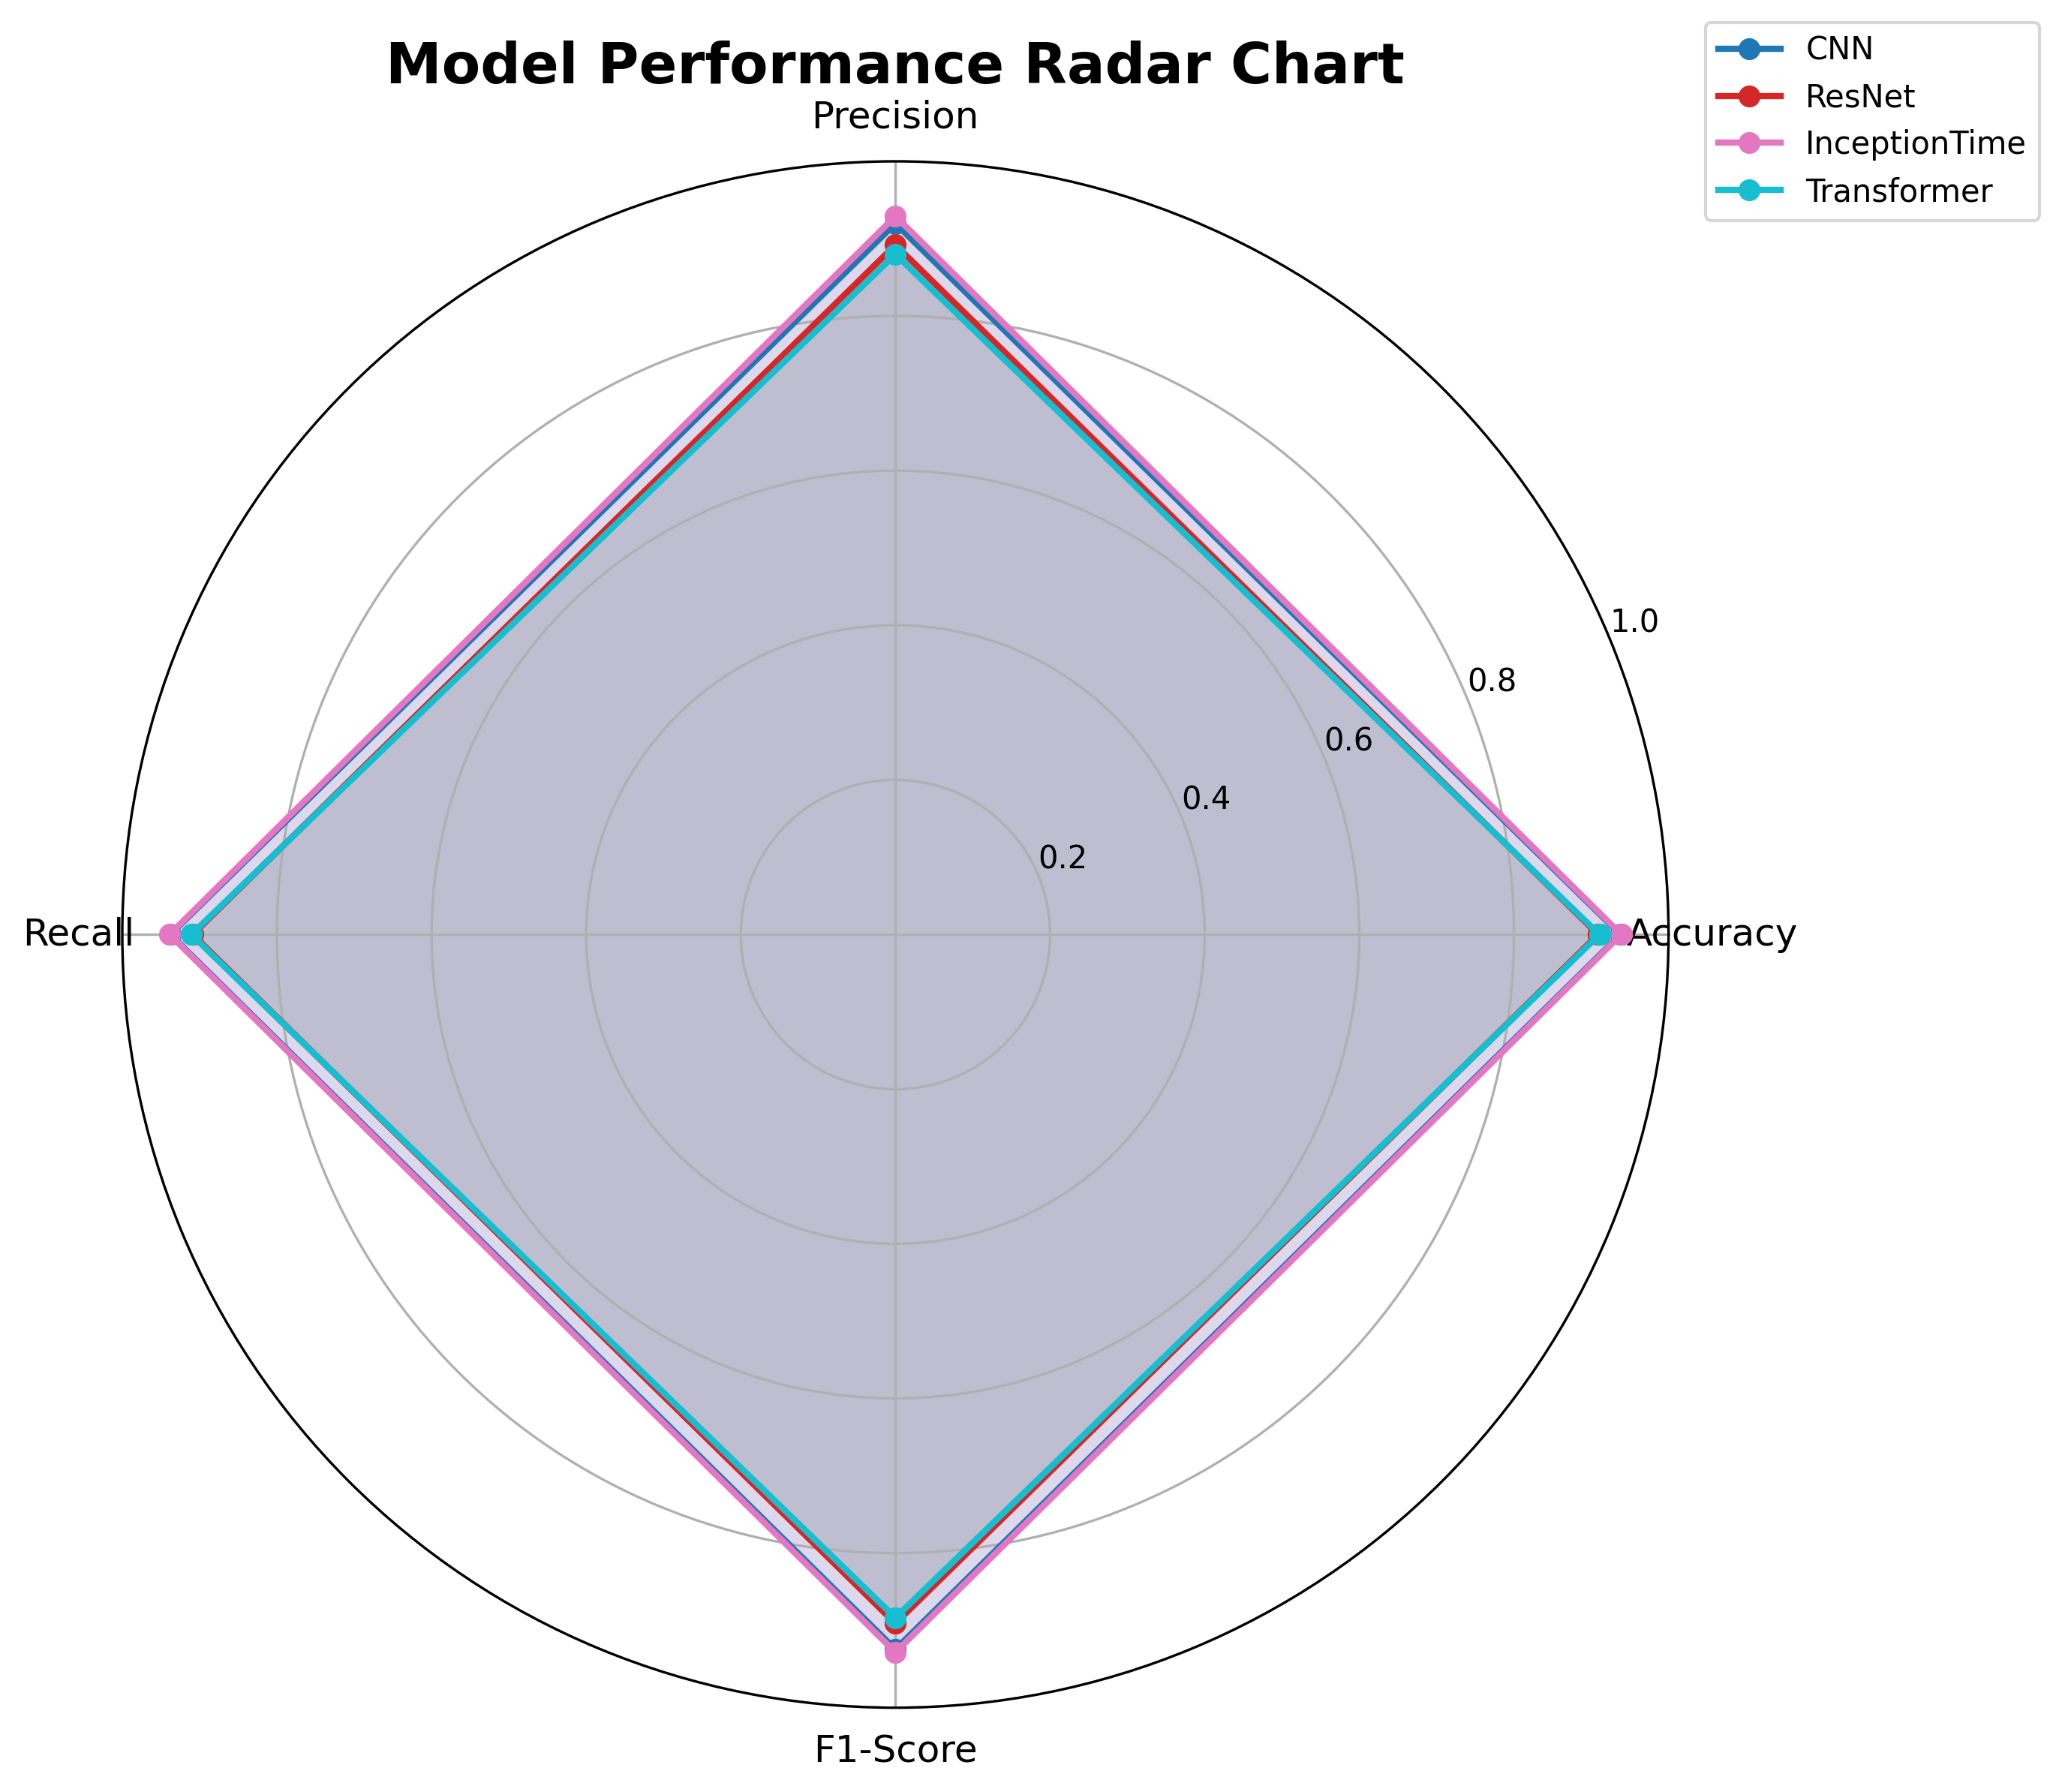 Model Performance Radar Chart
CNN
ResNet
InceptionTime
Transformer
Precision
1.0
0.8
0.6
0.4
0.2
Recall
Accuracy
F1-Score